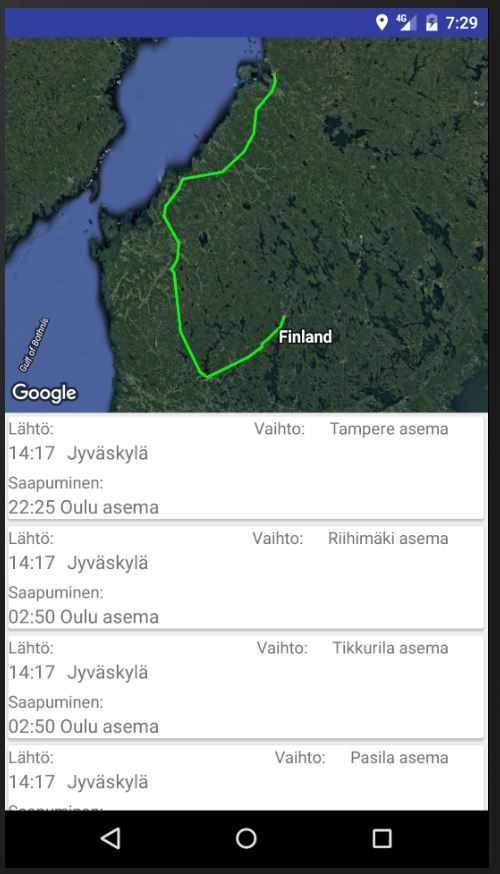 4G 7:29
Finland
Gulf of Bothnia
Google
Lähtö: Vaihto: Tampere asema
14:17 Jyväskylä
Saapuminen:
22:25 Oulu asema
Lähtö: Vaihto: Riihimäki asema
14:17 Jyväskylä
Saapuminen:
02:50 Oulu asema
Lähtö: Vaihto: Tikkurila asema
14:17 Jyväskylä
Saapuminen:
02:50 Oulu asema
Lähtö: Vaihto: Pasila asema
14:17 Jyväskylä
Saapuminen: